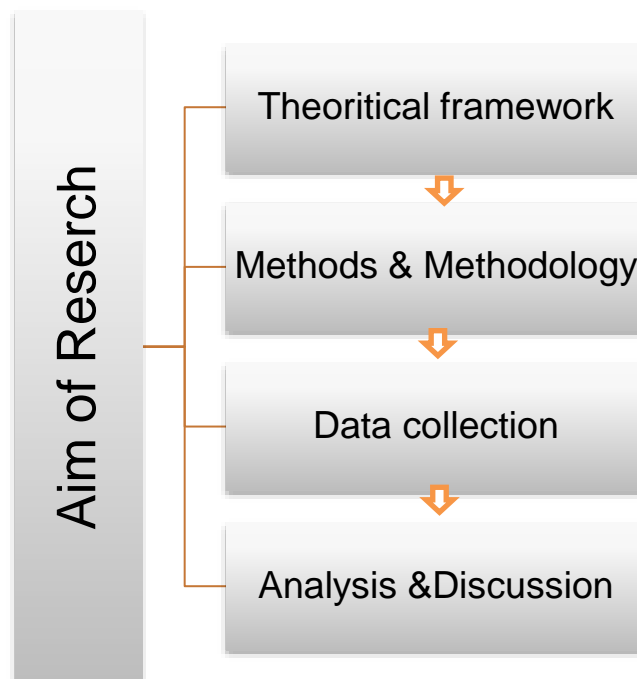 Aim of Reserch
Theoritical framework
Methods & Methodology
Data collection
Analysis &Discussion